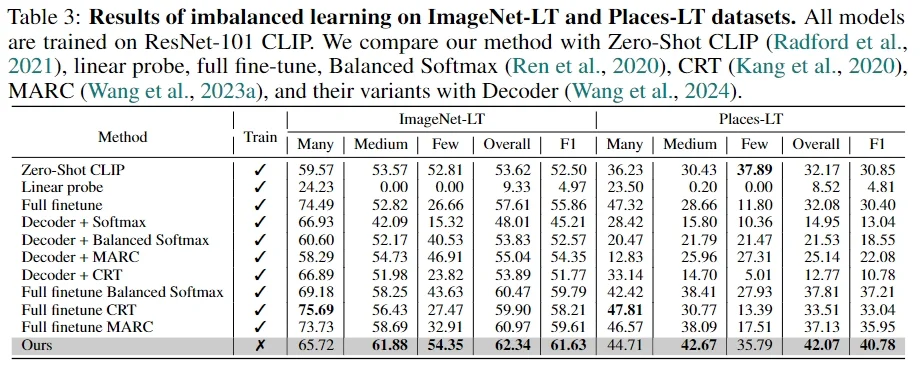 Table 3: Results of imbalanced learning on ImageNet-LT and Places-LT datasets. All models
are trained on ResNet-101 CLIP. We compare our method with Zero-Shot CLIP (Radford et al.,
2021), linear probe, full fine-tune, Balanced Softmax (Ren et al., 2020), CRT (Kang et al., 2020),
MARC (Wang et al., 2023a), and their variants with Decoder (Wang et al., 2024).
Method Train ImageNet-LT Places-LT
Many Medium Few Overall F1 Many Medium Few Overall F1
Zero-Shot CLIP ✓ 59.57 53.57 52.81 53.62 52.50 36.23 30.43 37.89 32.17 30.85
Linear probe ✓ 24.23 0.00 0.00 9.33 4.97 23.50 0.20 0.00 8.52 4.81
Full finetune ✓ 74.49 52.82 26.66 57.61 55.86 47.32 28.66 11.80 32.08 30.40
Decoder + Softmax ✓ 66.93 42.09 15.32 48.01 45.21 28.42 15.80 10.36 14.95 13.04
Decoder + Balanced Softmax ✓ 60.60 52.17 40.53 53.83 52.57 20.47 21.79 21.47 21.53 18.55
Decoder + MARC ✓ 58.29 54.73 46.91 55.04 54.35 12.83 25.96 27.31 25.14 22.08
Decoder + CRT ✓ 66.89 51.98 23.82 53.89 51.77 33.14 14.70 5.01 12.77 10.78
Full finetune Balanced Softmax ✓ 69.18 58.25 43.63 60.47 59.79 42.42 38.41 27.93 37.81 37.21
Full finetune CRT ✓ 75.69 56.43 27.47 59.90 58.21 47.81 30.77 13.39 33.51 33.04
Full finetune MARC ✓ 73.73 58.69 32.91 60.97 59.61 46.57 38.09 17.51 37.13 35.95
Ours ✗ 65.72 61.88 54.35 62.34 61.63 44.71 42.67 35.79 42.07 40.78